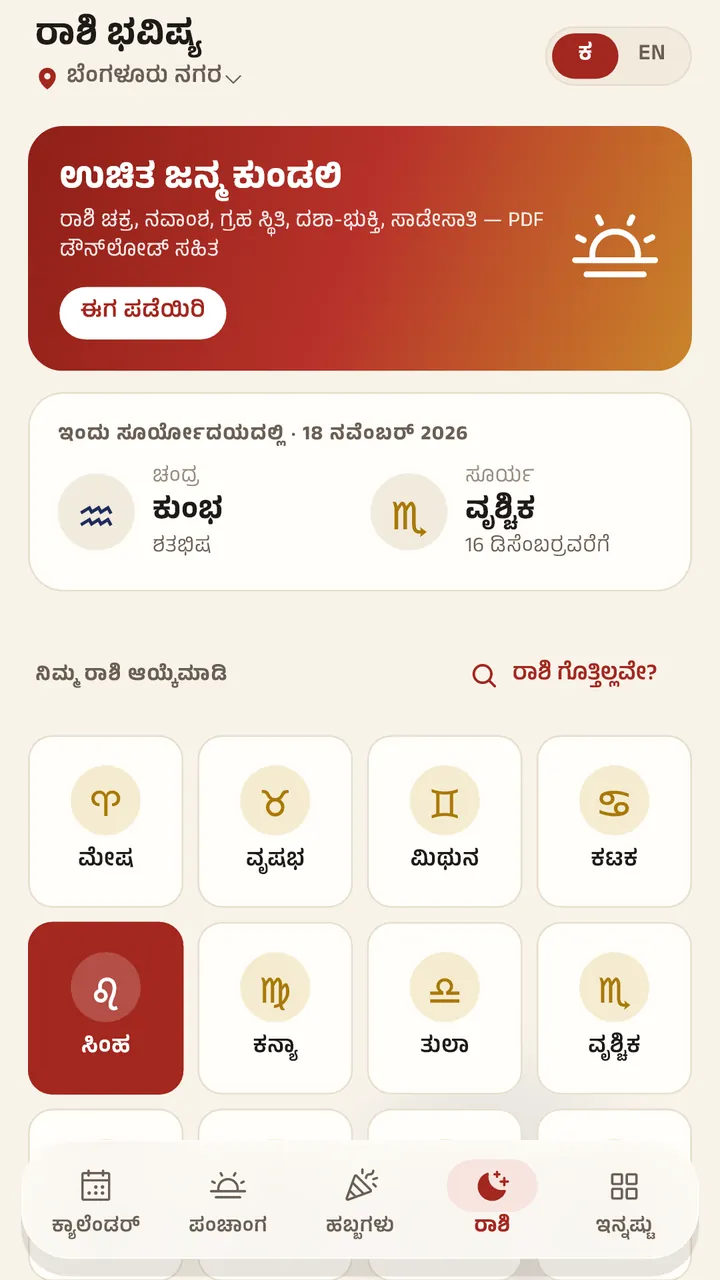 ರಾಶಿ ಭವಿಷ್ಯ
ಬೆಂಗಳೂರು ನಗರ
ಕ EN
ಉಚಿತ ಜನ್ಮ ಕುಂಡಲಿ
ರಾಶಿ ಚಕ್ರ, ನವಾಂಶ, ಗ್ರಹ ಸ್ಥಿತಿ, ದಶಾ-ಭುಕ್ತಿ, ಸಾಡೇಸಾತಿ — PDF
ಡೌನ್‌ಲೋಡ್ ಸಹಿತ
ಈಗ ಪಡೆಯಿರಿ
ಇಂದು ಸೂರ್ಯೋದಯದಲ್ಲಿ · 18 ನವೆಂಬರ್ 2026
ಚಂದ್ರ ಸೂರ್ಯ
ಕುಂಭ ವೃಶ್ಚಿಕ
ಶತಭಿಷ 16 ಡಿಸೆಂಬರ್‍ರವರೆಗೆ
ನಿಮ್ಮ ರಾಶಿ ಆಯ್ಕೆಮಾಡಿ ರಾಶಿ ಗೊತ್ತಿಲ್ಲವೇ?
ಮೇಷ ವೃಷಭ ಮಿಥುನ ಕಟಕ
ಸಿಂಹ ಕನ್ಯಾ ತುಲಾ ವೃಶ್ಚಿಕ
ಕ್ಯಾಲೆಂಡರ್ ಪಂಚಾಂಗ ಹಬ್ಬಗಳು ರಾಶಿ ಇನ್ನಷ್ಟು